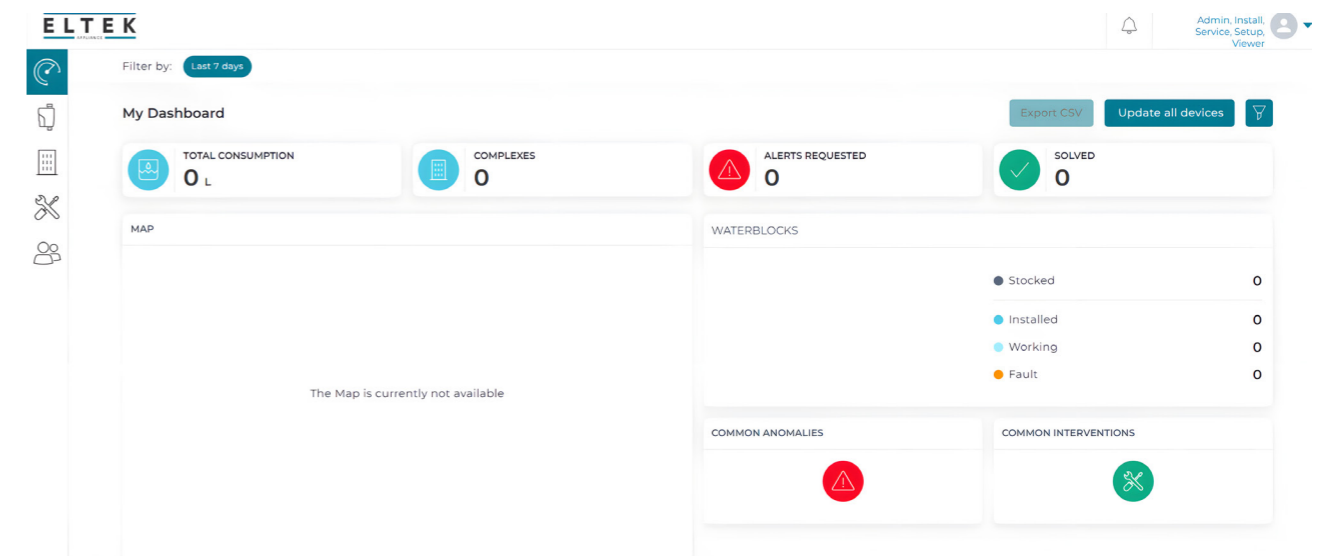 ELTEK
APPLIANCE
Admin, Install,
Service, Setup,
Viewer
Filter by: Last 7 days
My Dashboard
Export CSV
Update all devices
TOTAL CONSUMPTION
0 L
COMPLEXES
0
ALERTS REQUESTED
0
SOLVED
0
MAP
The Map is currently not available
WATERBLOCKS
Stocked 0
Installed 0
Working 0
Fault 0
COMMON ANOMALIES
COMMON INTERVENTIONS